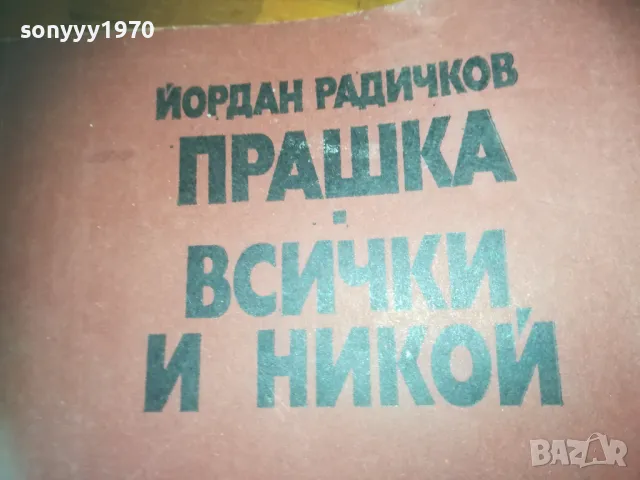 sonyyy1970
ЙОРДАН РАДИЧКОВ
ПРАШКА
·
ВСИЧКИ
И НИКОЙ
BAZAR